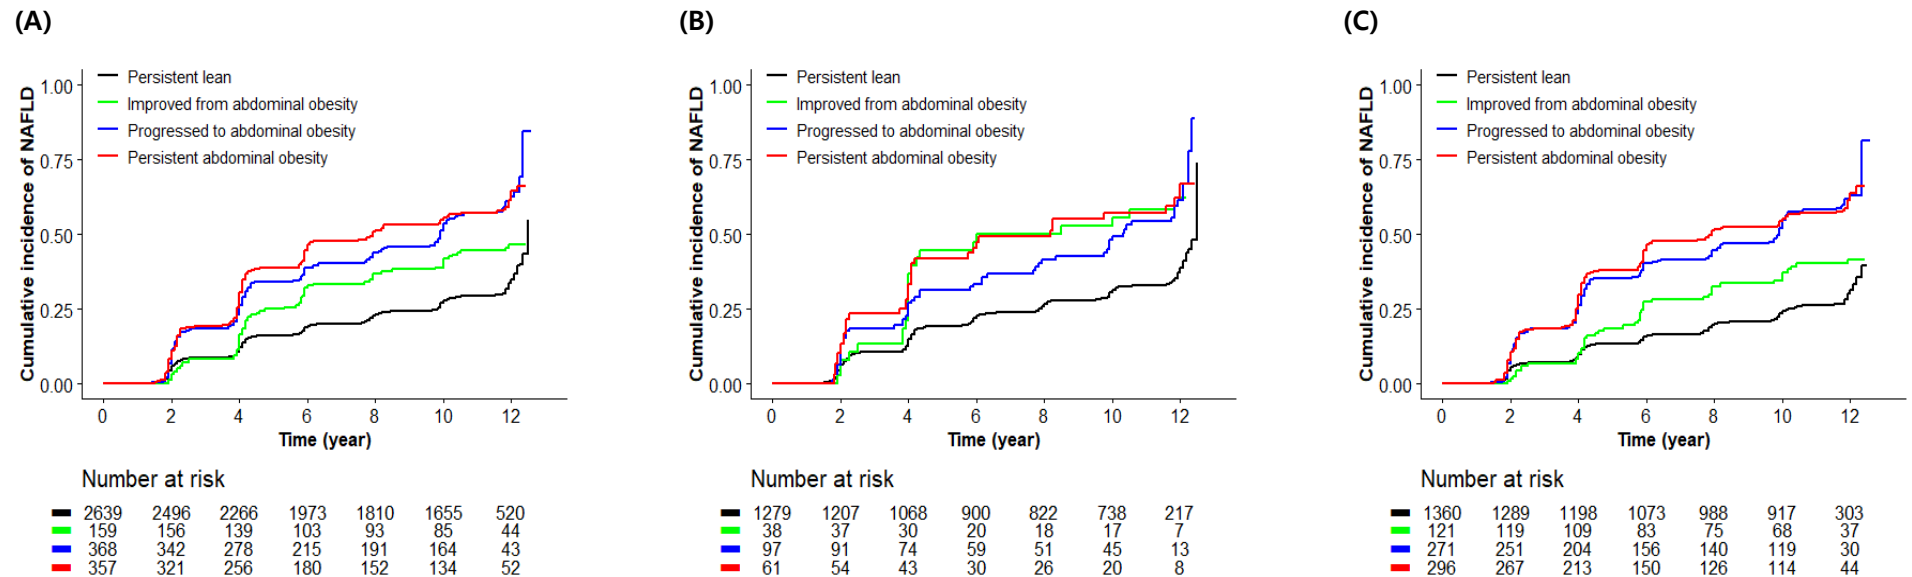 (A)
Cumulative incidence of NAFLD
1.00
0.75
0.50
0.25
0.00
Persistent lean
Improved from abdominal obesity
Progressed to abdominal obesity
Persistent abdominal obesity
0 2 4 6 8 10 12
Time (year)
Number at risk
2639 2496 2266 1973 1810 1655 520
159 156 139 103 93 85 44
368 342 278 215 191 164 43
357 321 256 180 152 134 52
(B)
Cumulative incidence of NAFLD
1.00
0.75
0.50
0.25
0.00
Persistent lean
Improved from abdominal obesity
Progressed to abdominal obesity
Persistent abdominal obesity
0 2 4 6 8 10 12
Time (year)
Number at risk
1279 1207 1068 900 822 738 217
38 37 30 20 18 17 7
97 91 74 59 51 45 13
61 54 43 30 26 20 8
(C)
Cumulative incidence of NAFLD
1.00
0.75
0.50
0.25
0.00
Persistent lean
Improved from abdominal obesity
Progressed to abdominal obesity
Persistent abdominal obesity
0 2 4 6 8 10 12
Time (year)
Number at risk
1360 1289 1198 1073 988 917 303
121 119 109 83 75 68 37
271 251 204 156 140 119 30
296 267 213 150 126 114 44